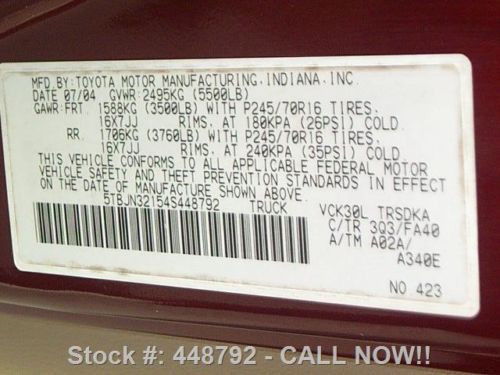 MFD.BY:TOYOTA MOTOR MANUFACTURING,INDIANA,INC.
DATE 07/04 GVWR 2495KG (5500LB)
GAWR:FRT. 1588KG (3500LB) WITH P245/70R16 TIRES.
16X7JJ RIMS, AT 180KPA (26PSI) COLD.
RR. 1706KG (3760LB) WITH P245/70R16 TIRES.
16X7JJ RIMS, AT 240KPA (35PSI) COLD.
THIS VEHICLE CONFORMS TO ALL APPLICABLE FEDERAL MOTOR
VEHICLE SAFETY AND THEFT PREVENTION STANDARDS IN EFFECT
ON THE DATE OF MANUFACTURE SHOWN ABOVE.
5TBJN32154S448792 TRUCK VCK30L TRSDKA
C/TR 3Q3/FA40
A/TM A02A/
A340E
NO 423
Stock #: 448792 - CALL NOW!!